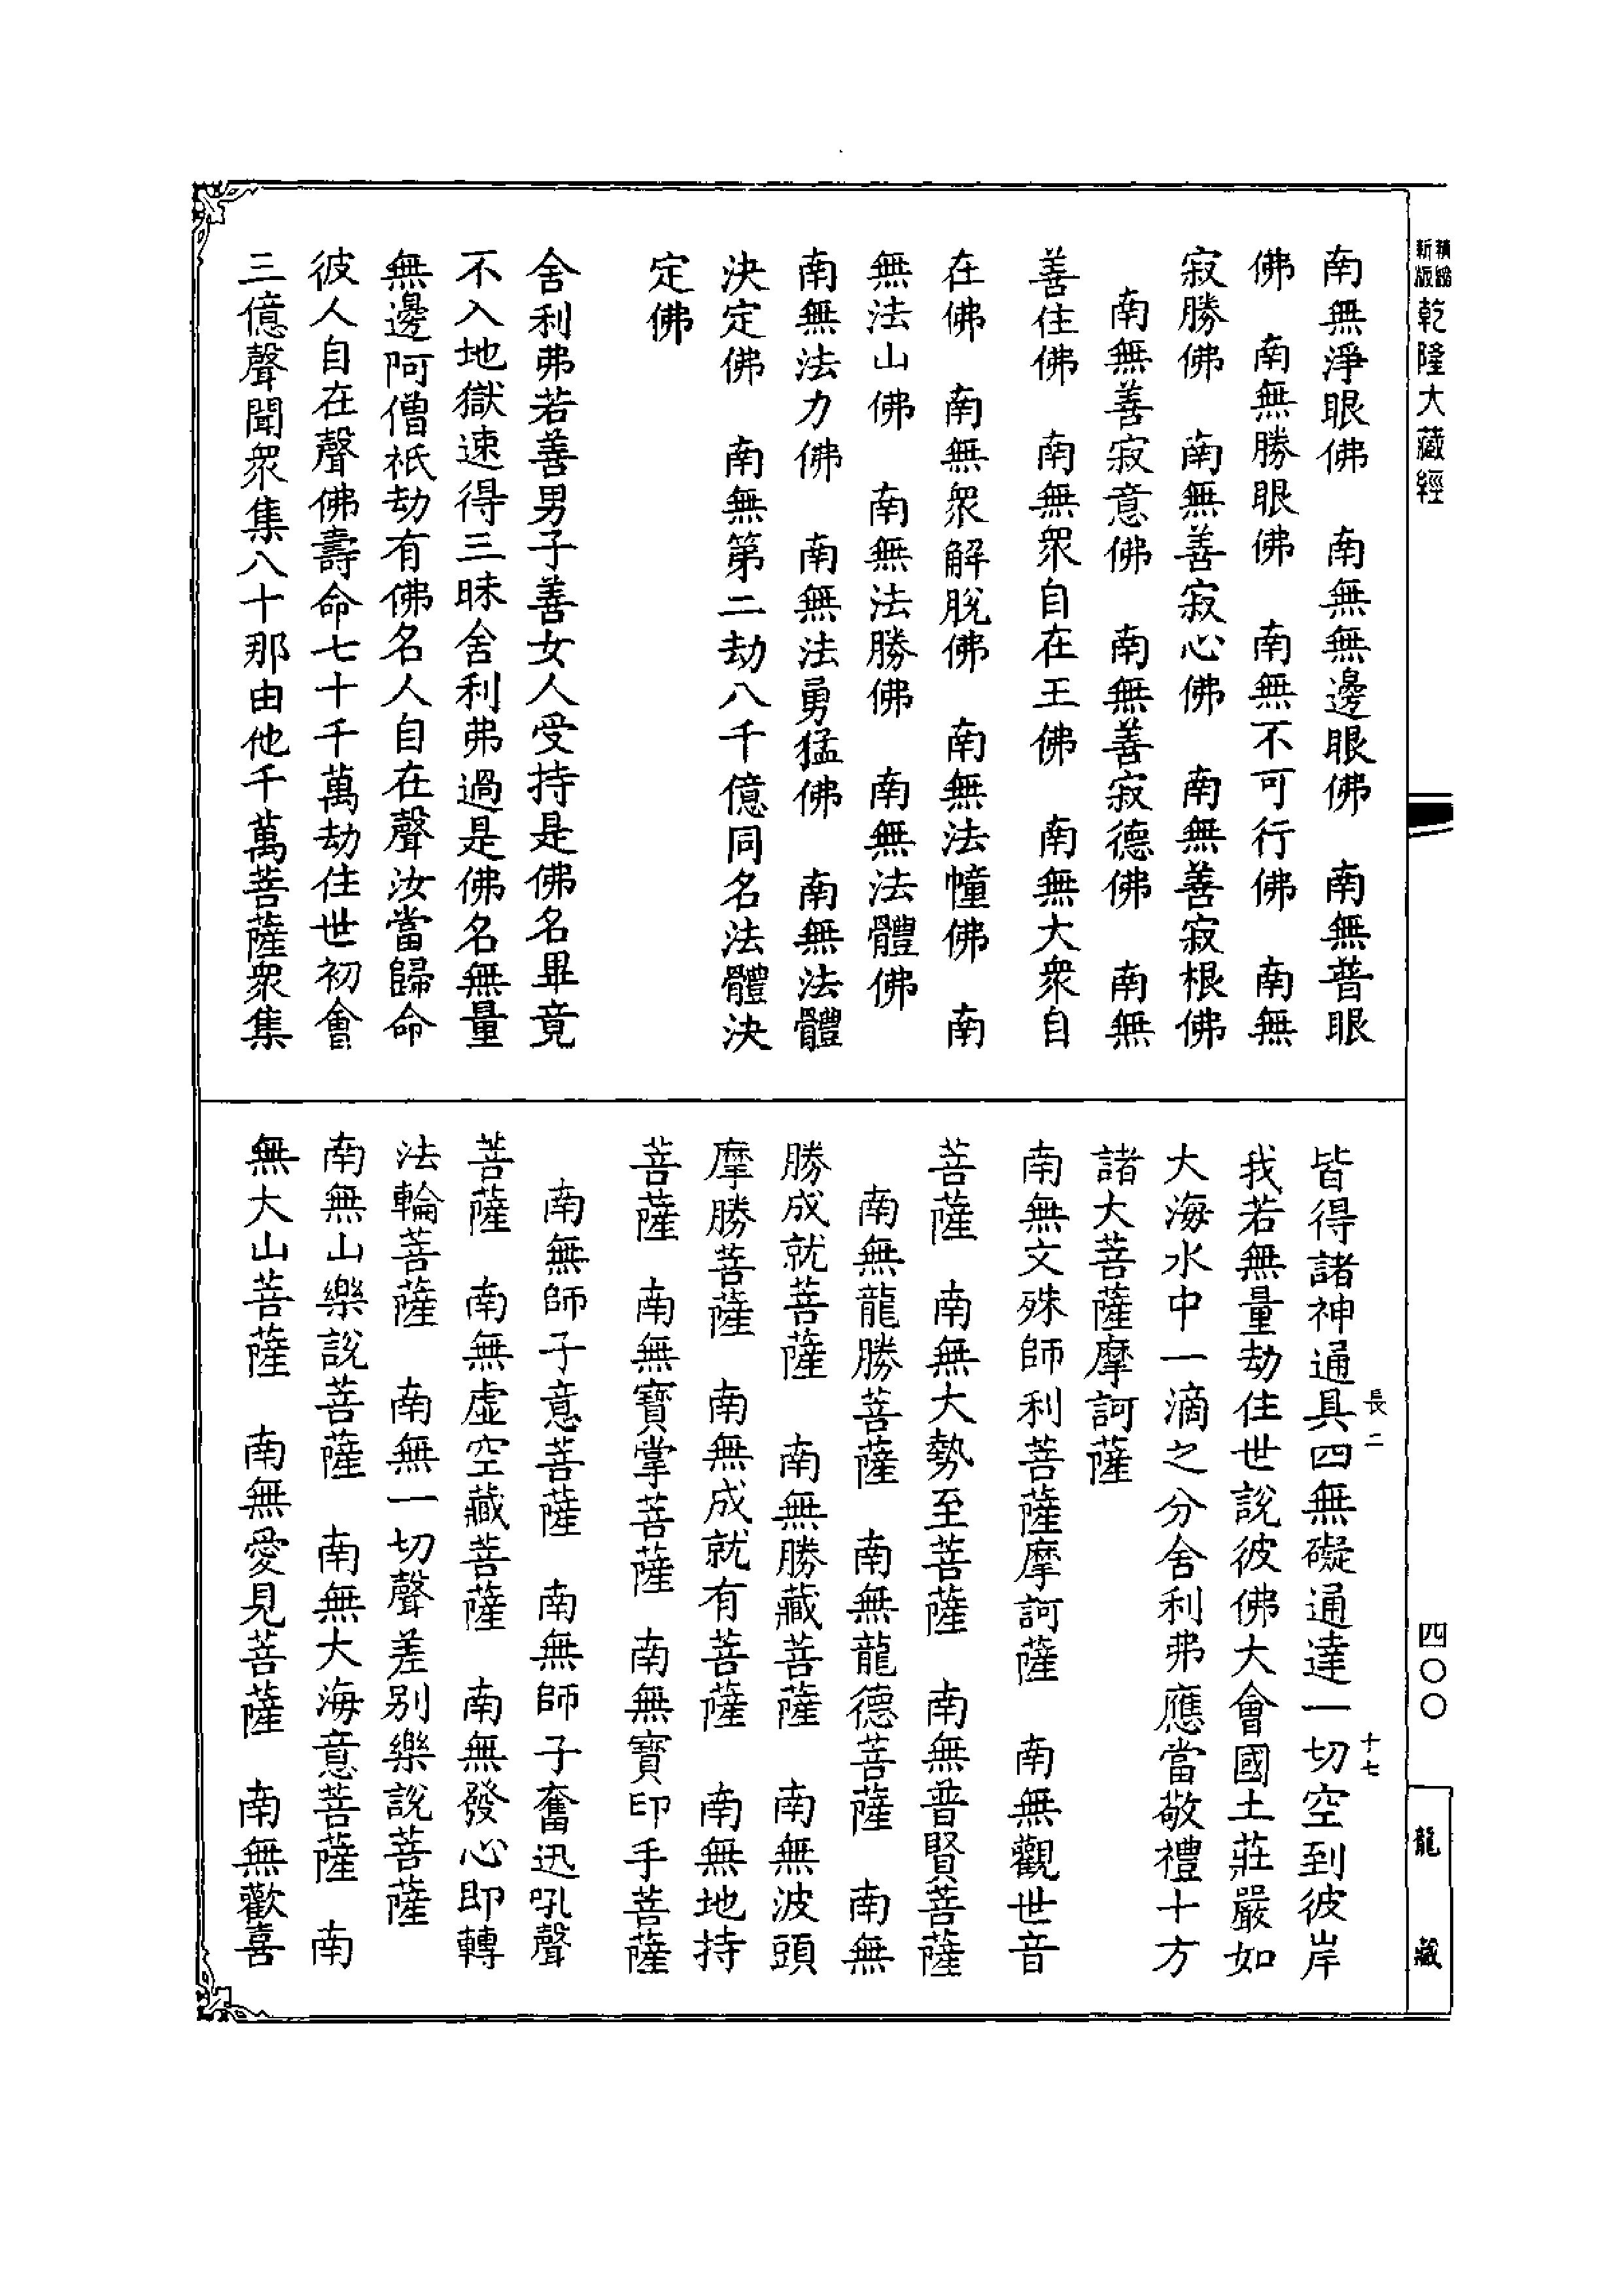 新版精縮乾隆大藏經
南無淨眼佛　南無無邊眼佛　南無普眼
佛　南無勝眼佛　南無不可行佛　南無
寂勝佛　南無善寂心佛　南無善寂根佛
　南無善寂意佛　南無善寂德佛　南無
善住佛　南無眾自在王佛　南無大眾自
在佛　南無眾解脫佛　南無法幢佛　南
無法山佛　南無法勝佛　南無法體佛
南無法力佛　南無法勇猛佛　南無法體
決定佛　南無第二劫八千億同名法體決
定佛
舍利弗若善男子善女人受持是佛名畢竟
不入地獄速得三昧舍利弗過是佛名無量
無邊阿僧祇劫有佛名人自在聲汝當歸命
彼人自在聲佛壽命七十千萬劫住世初會
三億聲聞眾集八十那由他千萬菩薩眾集
長二
十七
皆得諸神通具四無礙通達一切空到彼岸
我若無量劫住世說彼佛大會國土莊嚴如
大海水中一滴之分舍利弗應當敬禮十方
諸大菩薩摩訶薩
南無文殊師利菩薩摩訶薩　南無觀世音
菩薩　南無大勢至菩薩　南無普賢菩薩
　南無龍勝菩薩　南無龍德菩薩　南無
勝成就菩薩　南無勝藏菩薩　南無波頭
摩勝菩薩　南無成就有菩薩　南無地持
菩薩　南無寶掌菩薩　南無寶印手菩薩
　南無師子意菩薩　南無師子奮迅吼聲
菩薩　南無虛空藏菩薩　南無發心即轉
法輪菩薩　南無一切聲差別樂說菩薩
南無山樂說菩薩　南無大海意菩薩　南
無大山菩薩　南無愛見菩薩　南無歡喜
四〇〇
龍藏